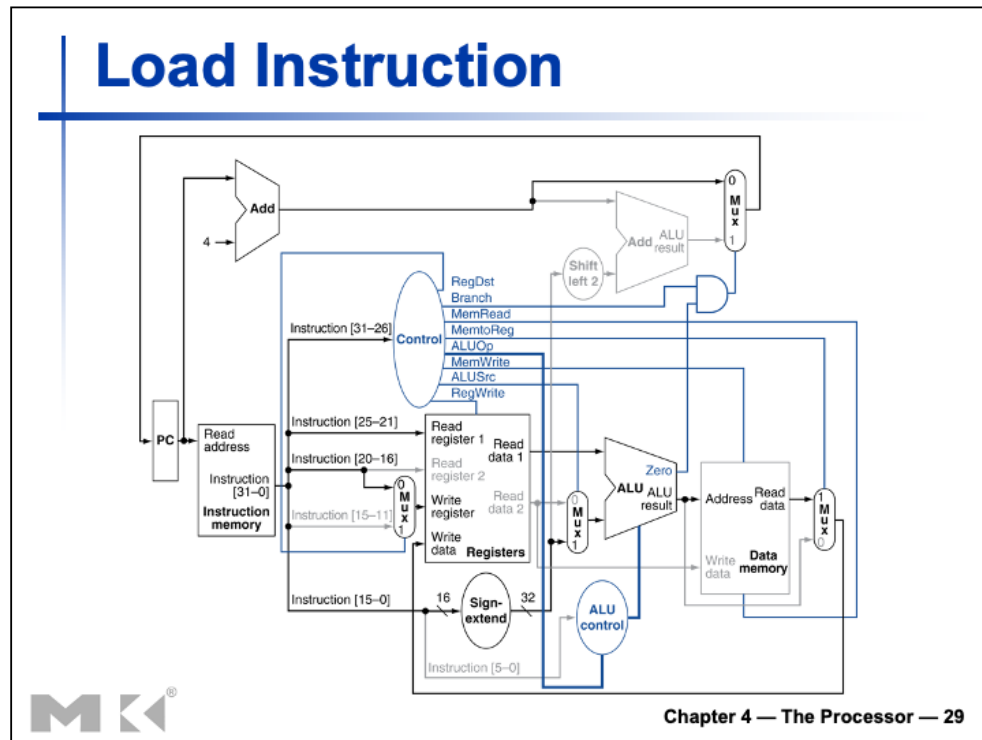 Load Instruction
0
M
u
x
1
Add
4
Add ALU
result
Shift
left 2
RegDst
Branch
MemRead
MemtoReg
ALUOp
MemWrite
ALUSrc
RegWrite
Instruction [31–26]
Control
PC
Read
address
Instruction
[31–0]
Instruction
memory
Instruction [25–21]
Instruction [20–16]
Instruction [15–11]
Instruction [15–0]
0
M
u
x
1
Read
register 1
Read
register 2
Write
register
Write
data
Read
data 1
Read
data 2
Registers
0
M
u
x
1
Zero
ALU ALU
result
Address
Read
data
Write
data
Data
memory
1
M
u
x
0
16
Sign-
extend
32
ALU
control
Instruction [5–0]
MK®
Chapter 4 — The Processor — 29